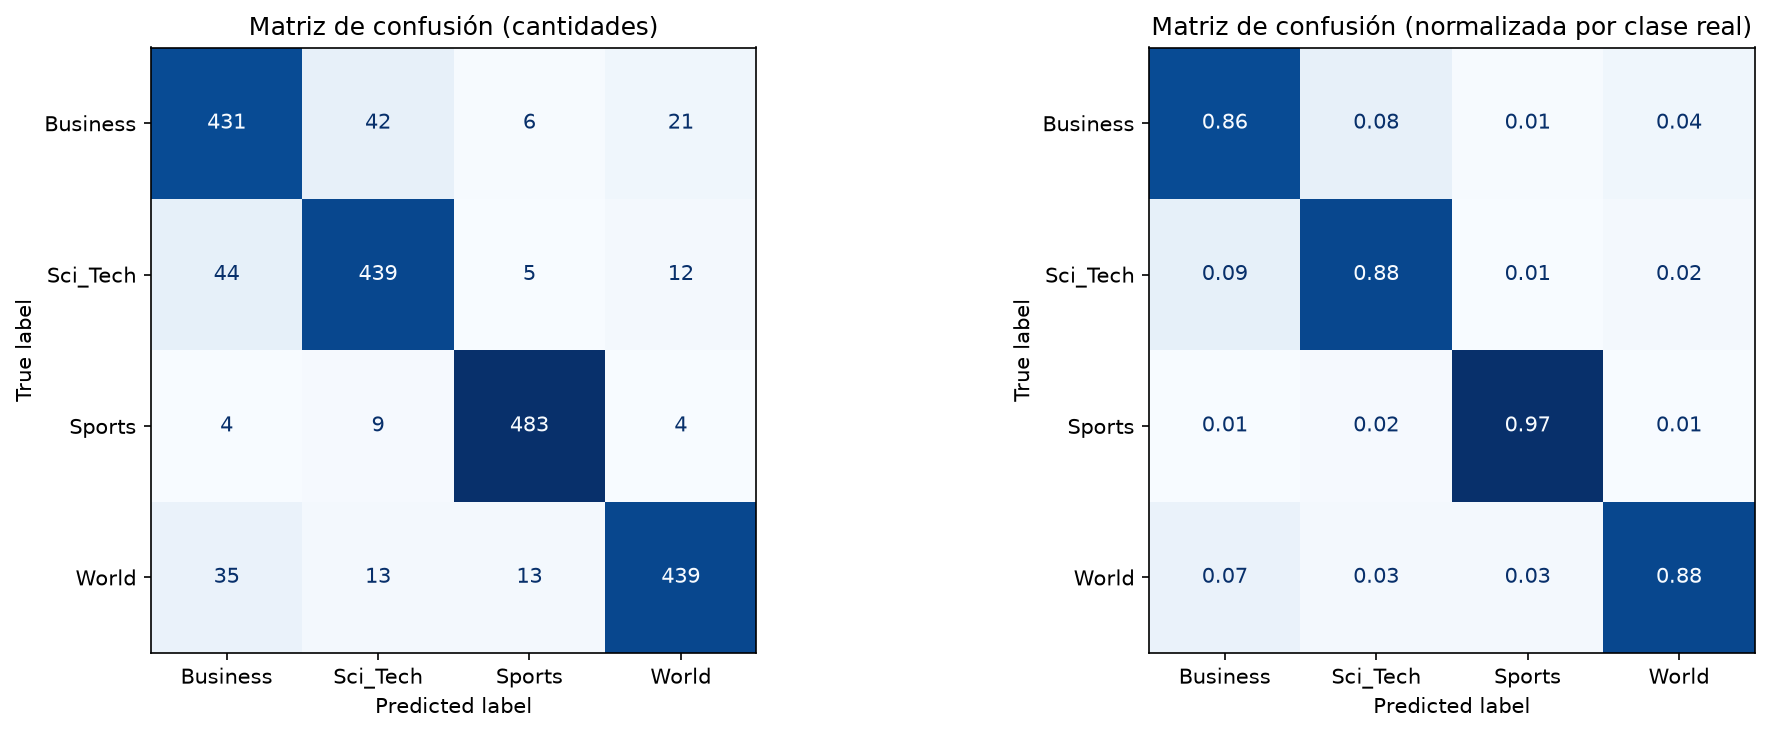 Matriz de confusión (cantidades)
True label
Business 431 42 6 21
Sci_Tech 44 439 5 12
Sports 4 9 483 4
World 35 13 13 439
Business Sci_Tech Sports World
Predicted label
Matriz de confusión (normalizada por clase real)
True label
Business 0.86 0.08 0.01 0.04
Sci_Tech 0.09 0.88 0.01 0.02
Sports 0.01 0.02 0.97 0.01
World 0.07 0.03 0.03 0.88
Business Sci_Tech Sports World
Predicted label